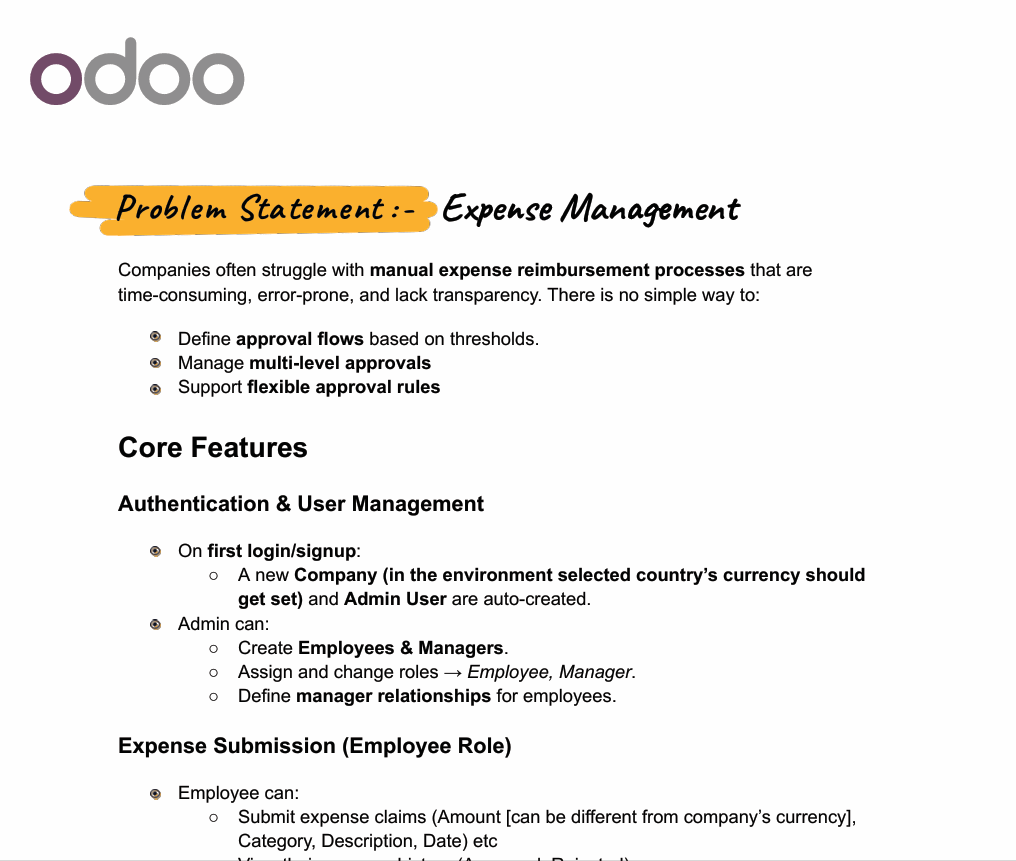 odoo
Problem Statement :- Expense Management
Companies often struggle with manual expense reimbursement processes that are
time-consuming, error-prone, and lack transparency. There is no simple way to:
Define approval flows based on thresholds.
Manage multi-level approvals
Support flexible approval rules
Core Features
Authentication & User Management
On first login/signup:
○ A new Company (in the environment selected country’s currency should
get set) and Admin User are auto-created.
Admin can:
○ Create Employees & Managers.
○ Assign and change roles → Employee, Manager.
○ Define manager relationships for employees.
Expense Submission (Employee Role)
Employee can:
○ Submit expense claims (Amount [can be different from company’s currency],
Category, Description, Date) etc